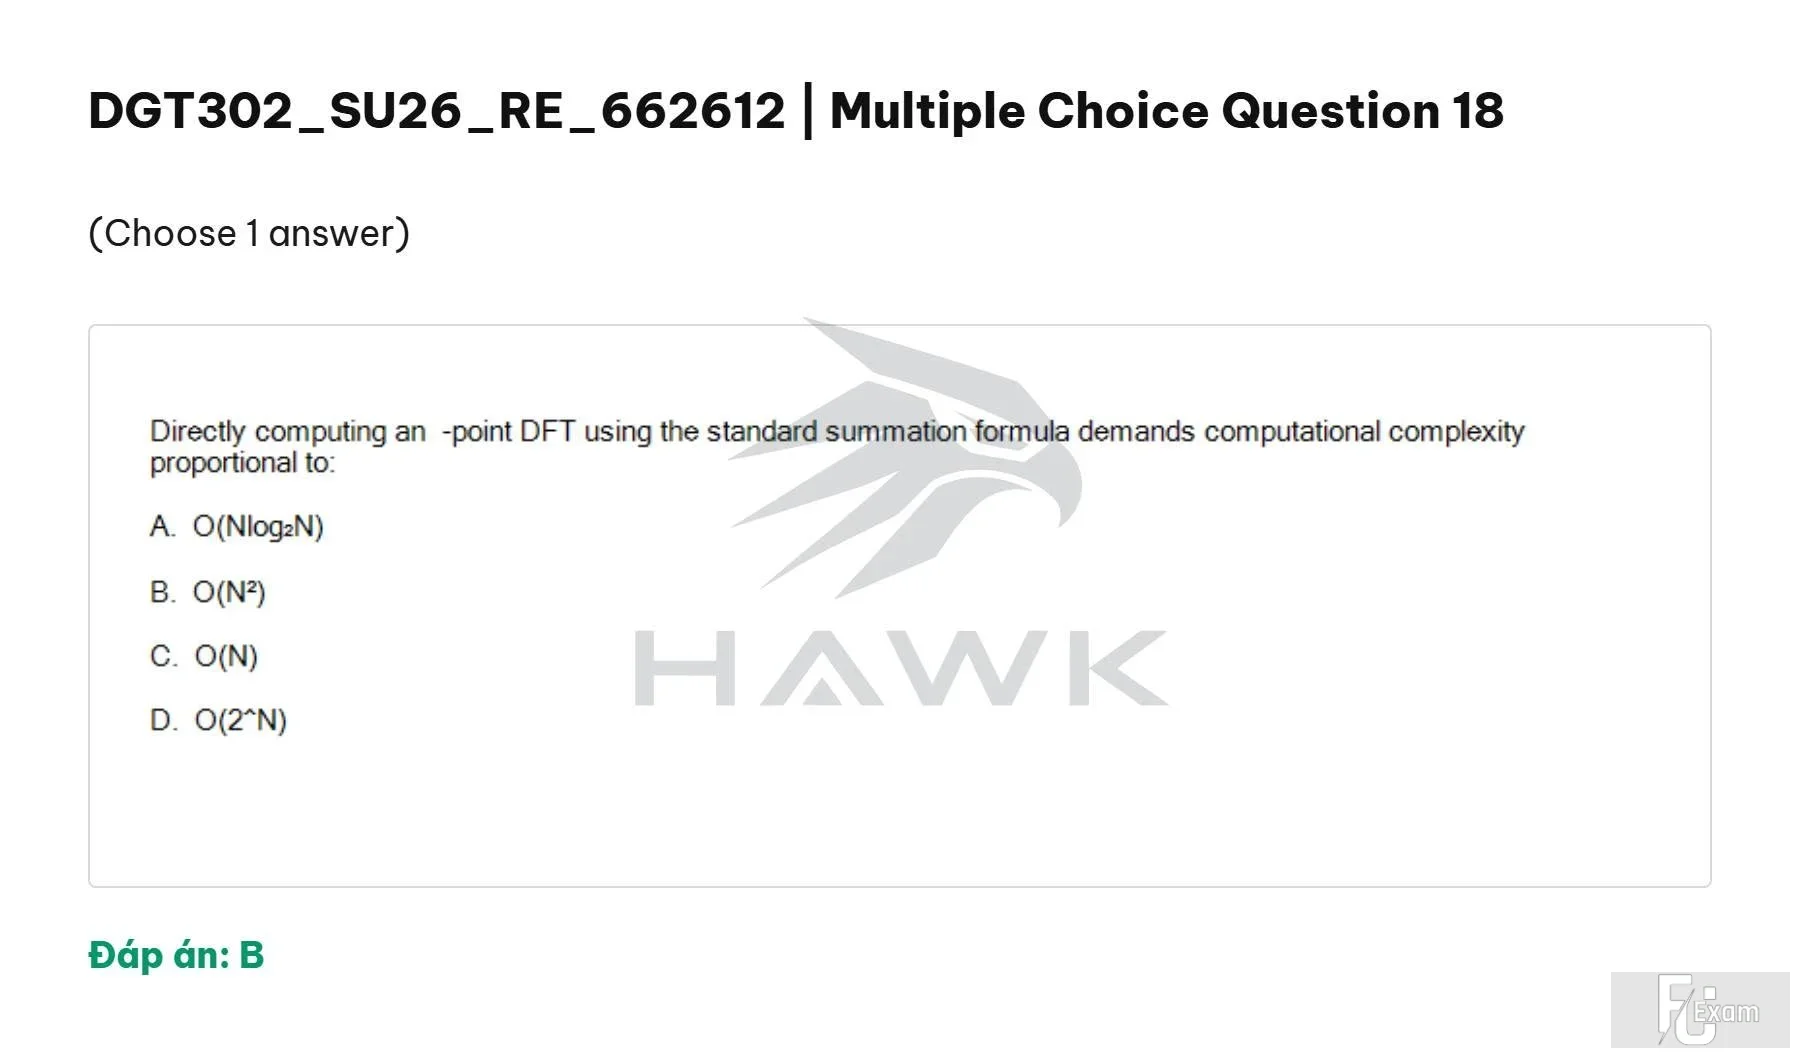 DGT302_SU26_RE_662612 | Multiple Choice Question 18
(Choose 1 answer)
Directly computing an -point DFT using the standard summation formula demands computational complexity
proportional to:
A. O(Nlog₂N)
B. O(N²)
C. O(N)
D. O(2^N)
HAWK
Đáp án: B
FU Exam